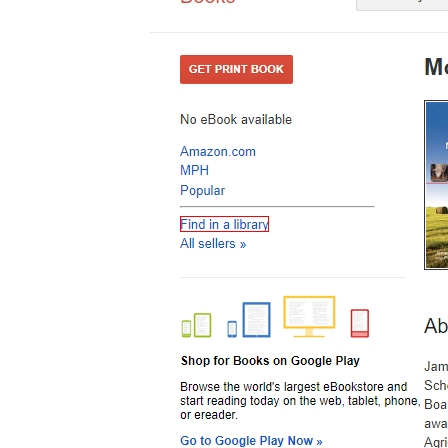 GET PRINT BOOK
No eBook available
Amazon.com
MPH
Popular
Find in a library
All sellers »
Shop for Books on Google Play
Browse the world's largest eBookstore and
start reading today on the web, tablet, phone,
or ereader.
Go to Google Play Now »
Ab
Jam
Sch
Boa
awa
Agri